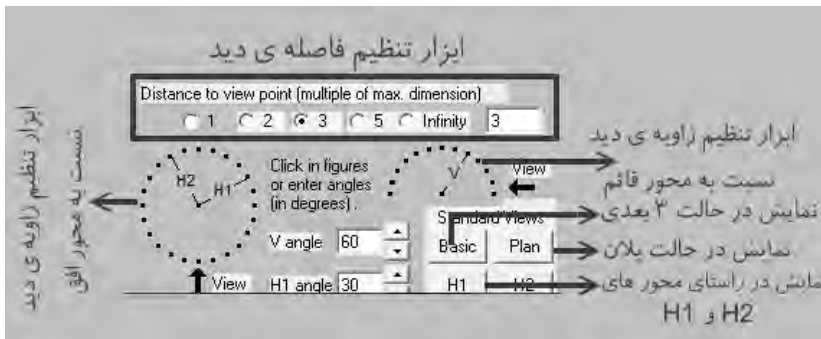 ابزار تنظیم فاصله ی دید
Distance to view point (multiple of max. dimension)
1 2 3 5 Infinity 3
ابزار تنظیم زاویه ی دید
نسبت به محور افق
H2
H1
Click in figures
or enter angles
(in degrees).
V
View
ابزار تنظیم زاویه ی دید
نسبت به محور قائم
Standard Views
نمایش در حالت ۳ بعدی
V angle 60
Basic Plan
نمایش در حالت پلان
View
H1 angle 30
H1 H2
مایش در راستای محور های
H1 و H2